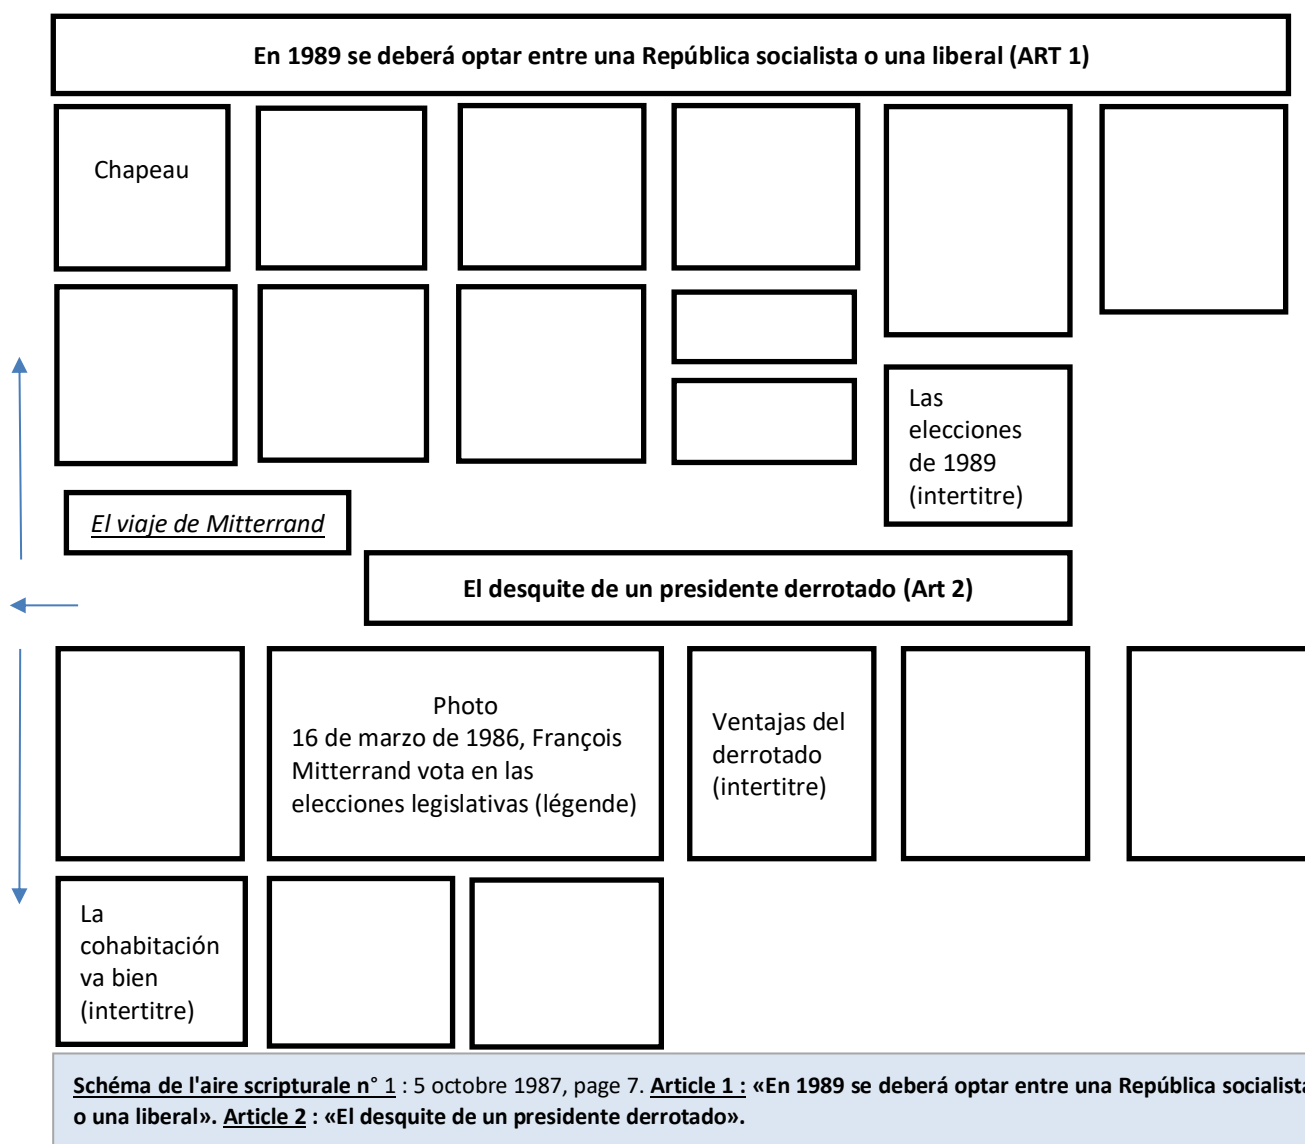 En 1989 se deberá optar entre una República socialista o una liberal (ART 1)
Chapeau
Las
elecciones
de 1989
(intertitre)
El viaje de Mitterrand
El desquite de un presidente derrotado (Art 2)
Photo
16 de marzo de 1986, François
Mitterrand vota en las
elecciones legislativas (légende)
Ventajas del
derrotado
(intertitre)
La
cohabitación
va bien
(intertitre)
Schéma de l'aire scripturale n° 1 : 5 octobre 1987, page 7. Article 1 : «En 1989 se deberá optar entre una República socialista
o una liberal». Article 2 : «El desquite de un presidente derrotado».